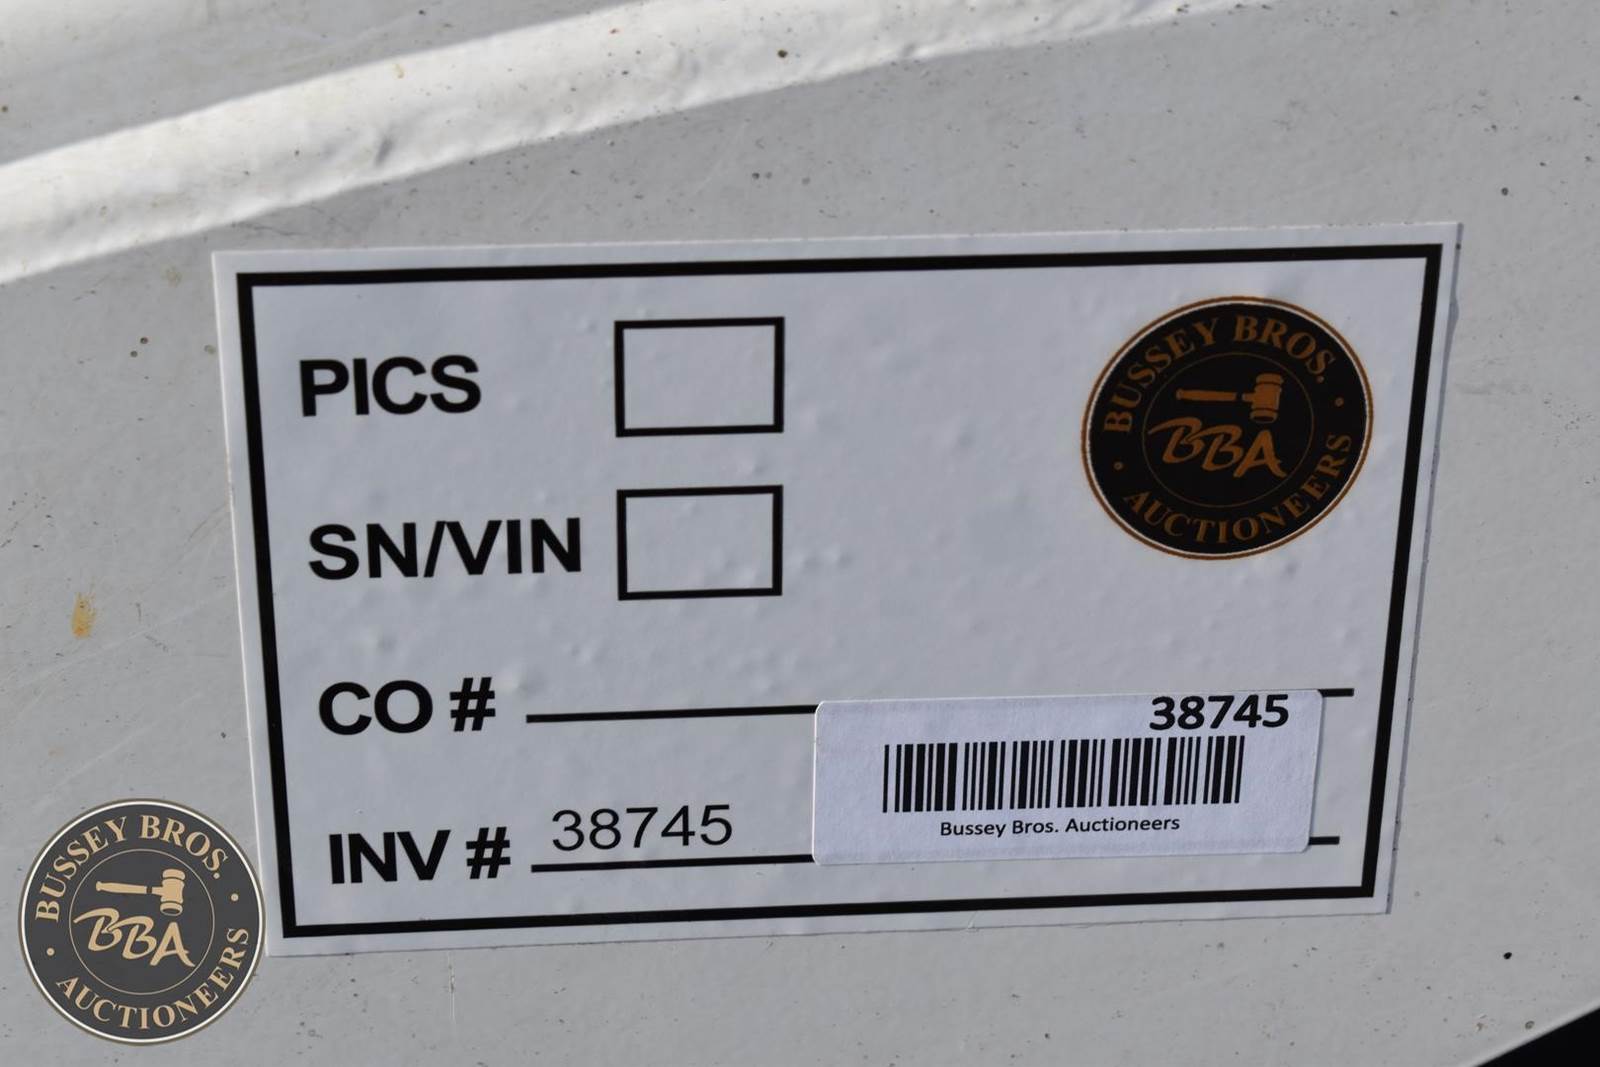 PICS
BUSSEY BROS.
BBA
AUCTIONEERS
SN/VIN
CO #
38745
INV # 38745
Bussey Bros. Auctioneers
BUSSEY BROS.
BBA
AUCTIONEERS